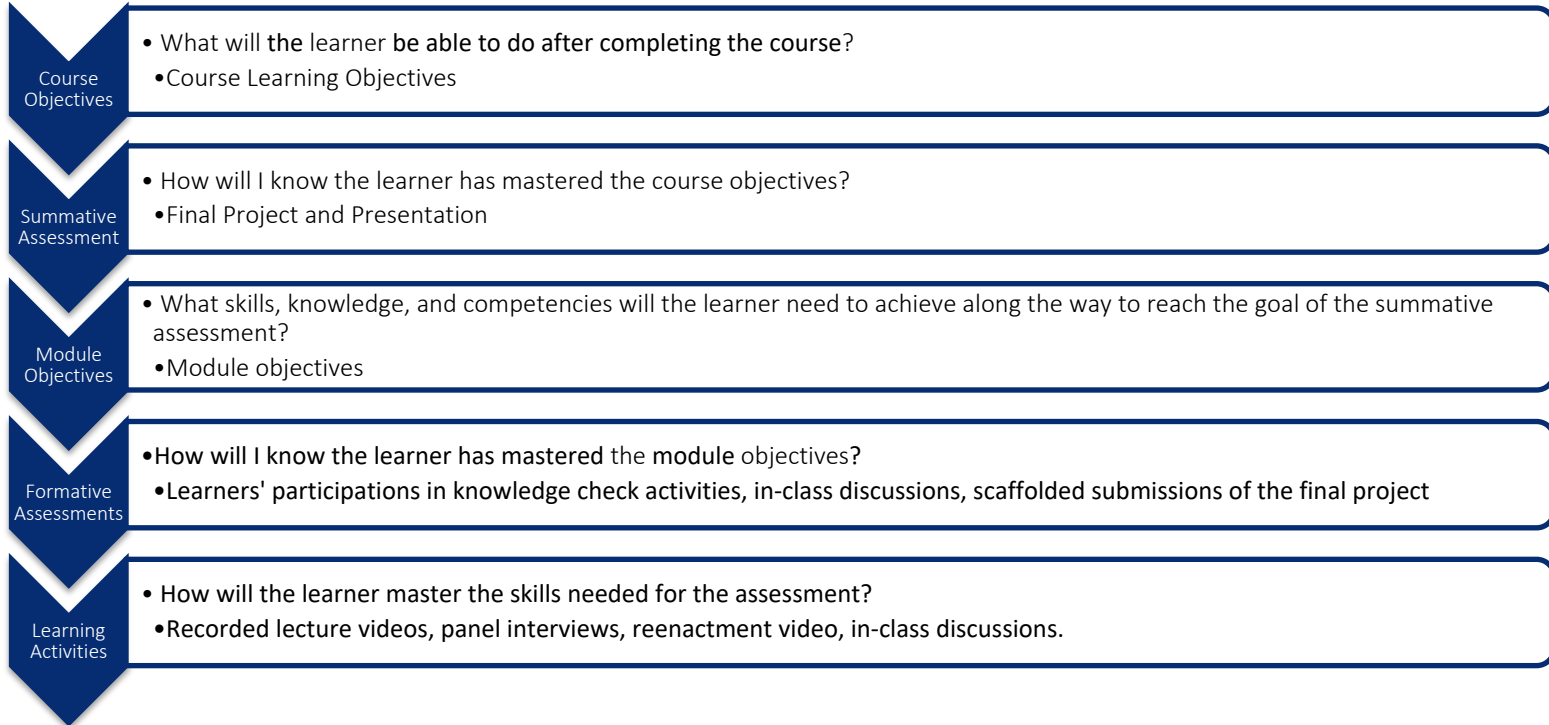 Course
Objectives
• What will the learner be able to do after completing the course?
•Course Learning Objectives
Summative
Assessment
• How will I know the learner has mastered the course objectives?
•Final Project and Presentation
Module
Objectives
• What skills, knowledge, and competencies will the learner need to achieve along the way to reach the goal of the summative
assessment?
•Module objectives
Formative
Assessments
•How will I know the learner has mastered the module objectives?
•Learners' participations in knowledge check activities, in-class discussions, scaffolded submissions of the final project
Learning
Activities
• How will the learner master the skills needed for the assessment?
•Recorded lecture videos, panel interviews, reenactment video, in-class discussions.